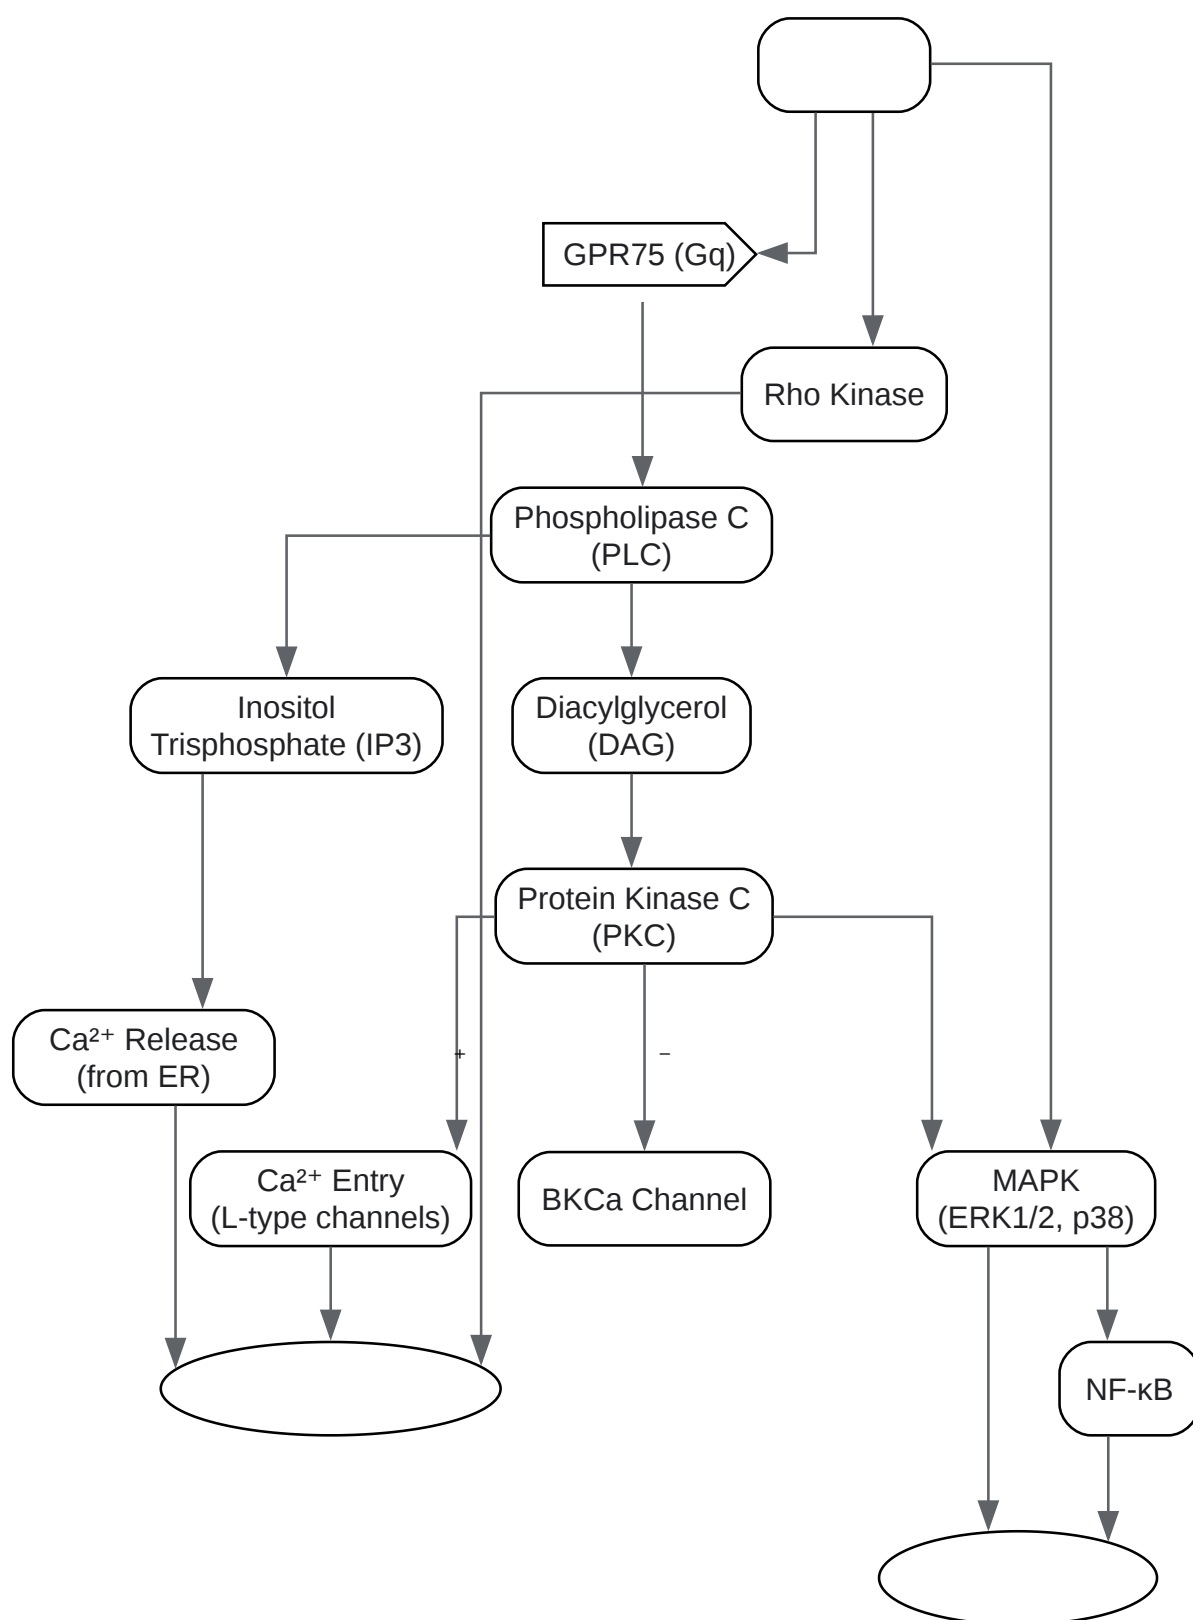 GPR75 (Gq)
Rho Kinase
Phospholipase C
(PLC)
Inositol
Trisphosphate (IP3)
Diacylglycerol
(DAG)
Protein Kinase C
(PKC)
Ca²⁺ Release
(from ER)
+
−
Ca²⁺ Entry
(L-type channels)
BKCa Channel
MAPK
(ERK1/2, p38)
NF-κB